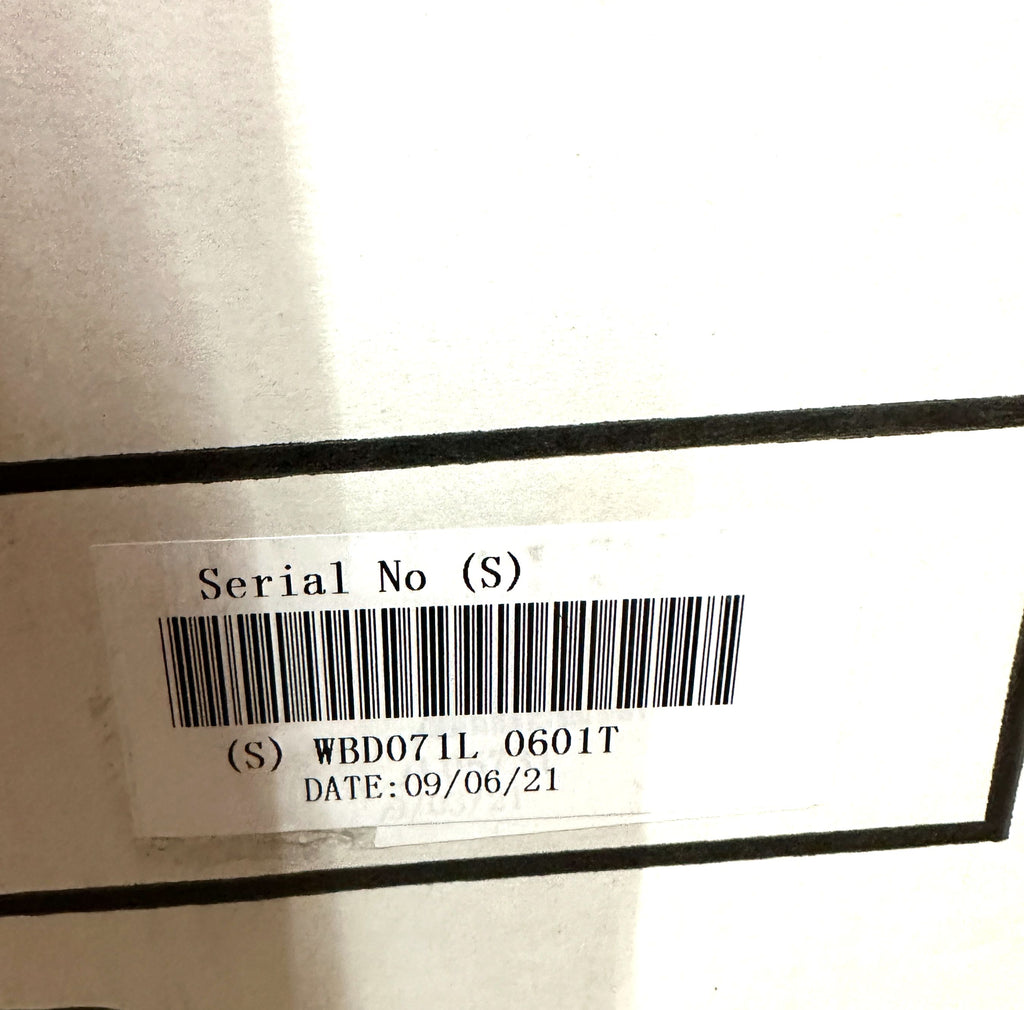 Serial No (S)
(S) WBD071L 0601T
DATE:09/06/21